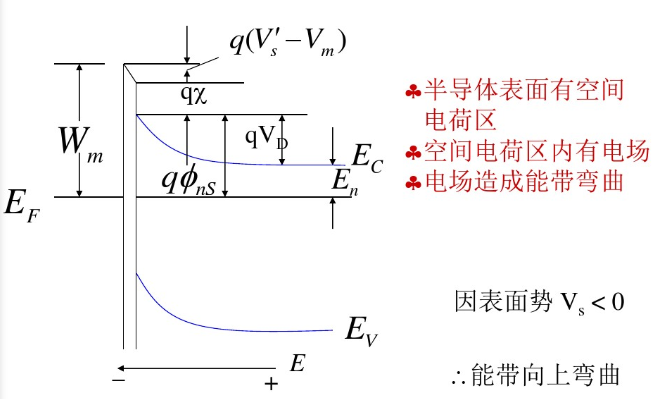 q(V's−Vm)
qχ
Wm
qVD
EC
qϕnS
En
EF
EV
E
− +
♣半导体表面有空间
电荷区
♣空间电荷区内有电场
♣电场造成能带弯曲
因表面势 Vs < 0
∴能带向上弯曲